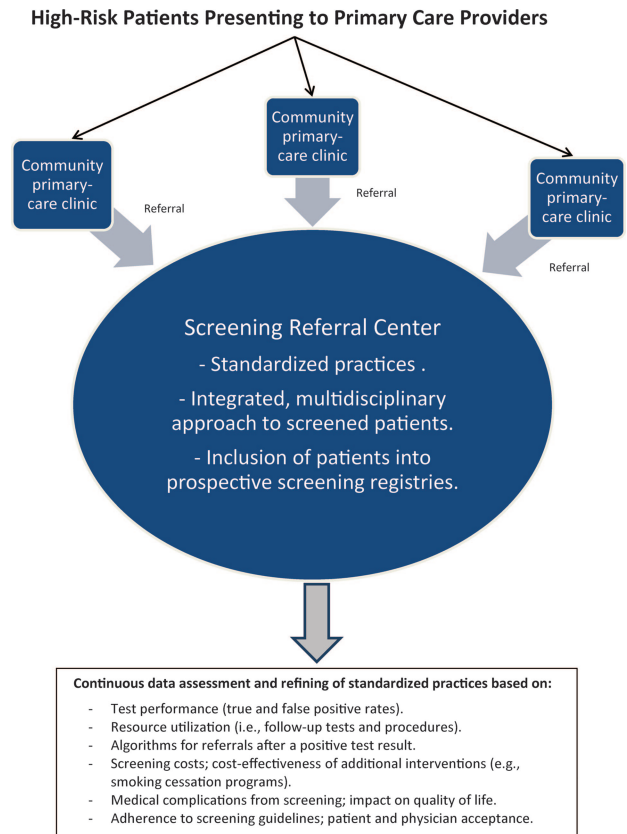 High-Risk Patients Presenting to Primary Care Providers
Community
primary-
care clinic
Community
primary-
care clinic
Community
primary-
care clinic
Referral
Referral
Referral
Screening Referral Center
- Standardized practices .
- Integrated, multidisciplinary
approach to screened patients.
- Inclusion of patients into
prospective screening registries.
Continuous data assessment and refining of standardized practices based on:
- Test performance (true and false positive rates).
- Resource utilization (i.e., follow-up tests and procedures).
- Algorithms for referrals after a positive test result.
- Screening costs; cost-effectiveness of additional interventions (e.g.,
smoking cessation programs).
- Medical complications from screening; impact on quality of life.
- Adherence to screening guidelines; patient and physician acceptance.